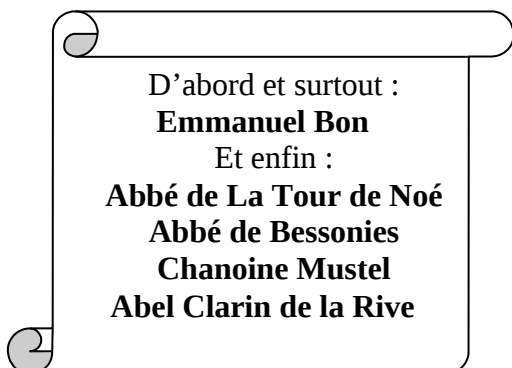 D’abord et surtout :
Emmanuel Bon
Et enfin :
Abbé de La Tour de Noé
Abbé de Bessonies
Chanoine Mustel
Abel Clarin de la Rive